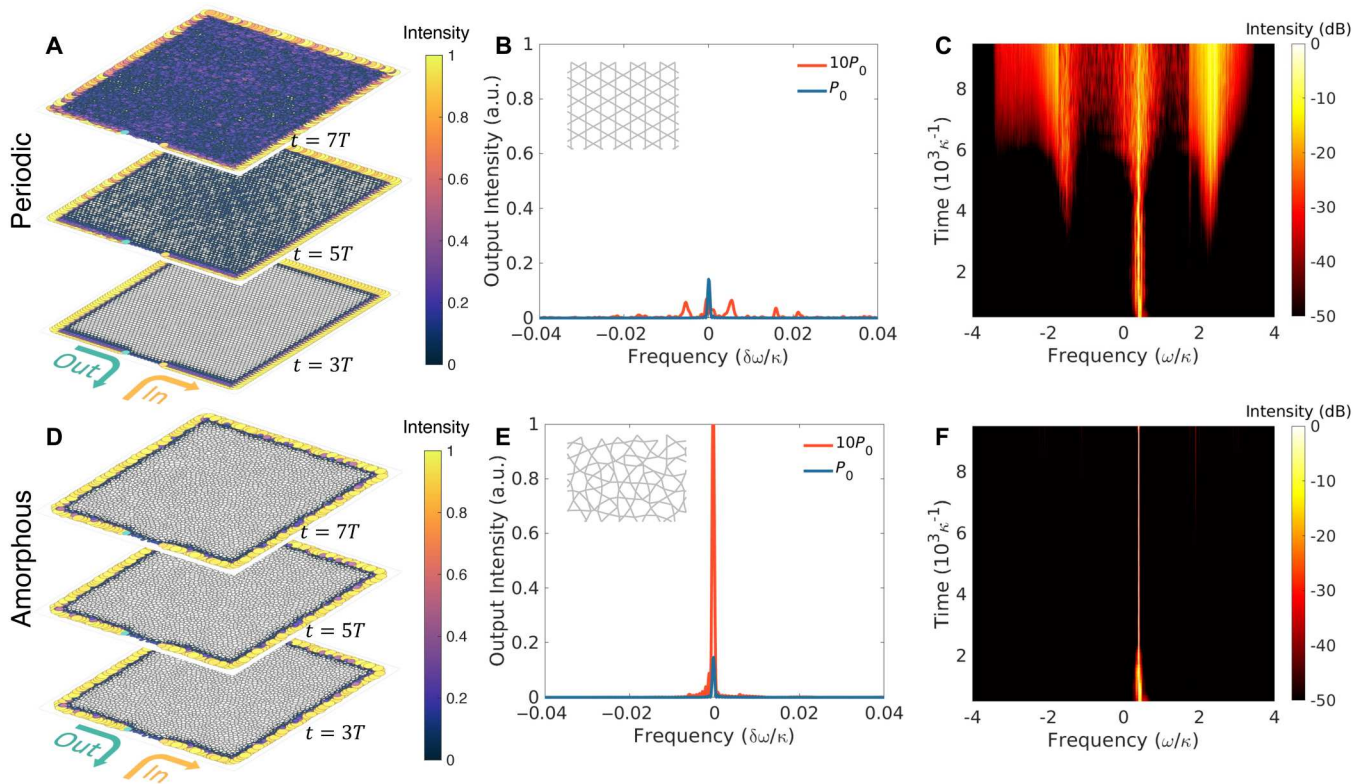 Periodic
A
Intensity
1
0.8
0.6
0.4
0.2
0
t = 7T
t = 5T
t = 3T
Out
In
B
Output Intensity (a.u.)
1
0.8
0.6
0.4
0.2
0
10P0
P0
−0.04
−0.02
0
0.02
0.04
Frequency (δω/κ)
C
Intensity (dB)
0
-10
-20
-30
-40
-50
Time (10³κ⁻¹)
8
6
4
2
-4
-2
0
2
4
Frequency (ω/κ)
Amorphous
D
Intensity
1
0.8
0.6
0.4
0.2
0
t = 7T
t = 5T
t = 3T
Out
In
E
Output Intensity (a.u.)
1
0.8
0.6
0.4
0.2
0
10P0
P0
−0.04
−0.02
0
0.02
0.04
Frequency (δω/κ)
F
Intensity (dB)
0
-10
-20
-30
-40
-50
Time (10³κ⁻¹)
8
6
4
2
-4
-2
0
2
4
Frequency (ω/κ)